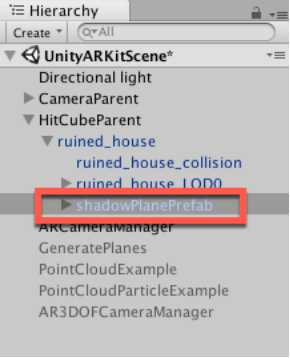 Hierarchy
Create All
UnityARKitScene*
Directional light
CameraParent
HitCubeParent
ruined_house
ruined_house_collision
ruined_house_LOD0
shadowPlanePrefab
ARCameraManager
GeneratePlanes
PointCloudExample
PointCloudParticleExample
AR3DOFCameraManager